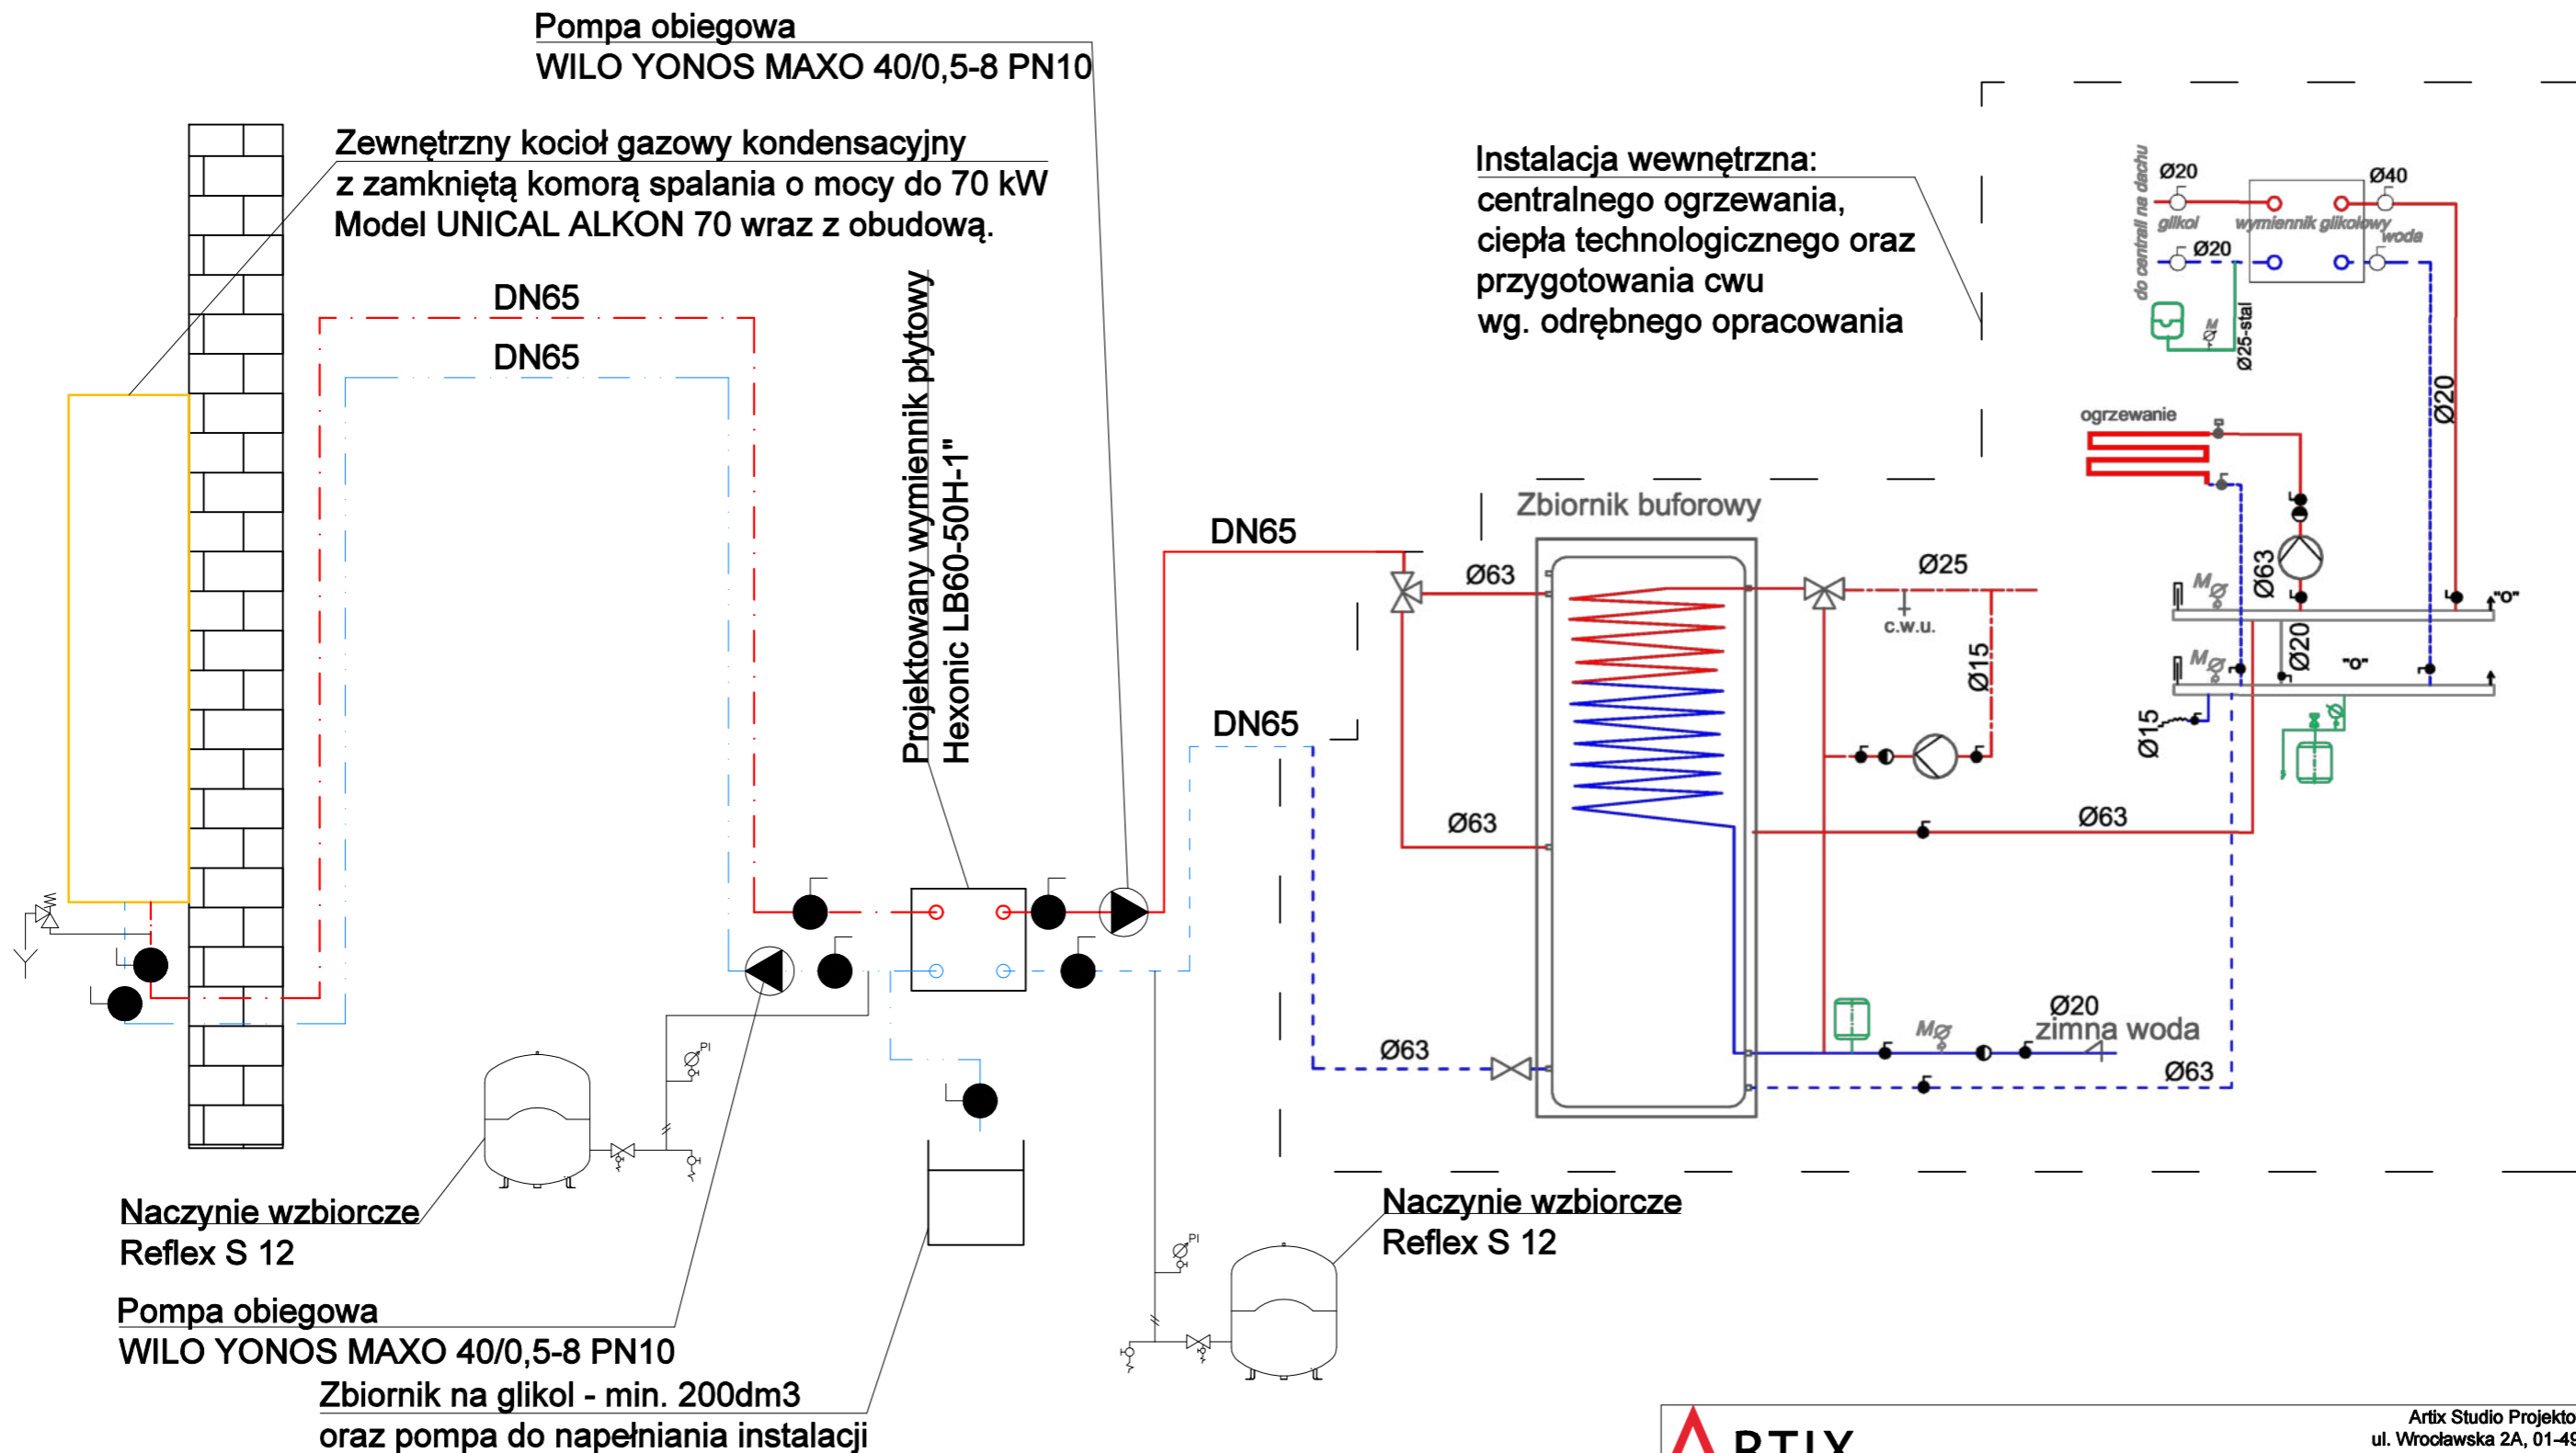 Pompa obiegowa
WILO YONOS MAXO 40/0,5-8 PN10
Zewnętrzny kocioł gazowy kondensacyjny
z zamkniętą komorą spalania o mocy do 70 kW
Model UNICAL ALKON 70 wraz z obudową.
DN65
DN65
Projektowany wymiennik płytowy
Hexonic LB60-50H-1"
Instalacja wewnętrzna:
centralnego ogrzewania,
ciepła technologicznego oraz
przygotowania cwu
wg. odrębnego opracowania
do centrali na dachu
Ø20
Ø40
glikol
wymiennik glikolowy
woda
Ø20
M
Ø25-stal
Ø20
ogrzewanie
Zbiornik buforowy
DN65
Ø63
Ø25
c.w.u.
Ø15
Ø63
M
"O"
Ø20
M
"O"
Ø15
DN65
Ø63
Ø63
Ø63
Ø20
M
zimna woda
Ø63
PI
Naczynie wzbiorcze
Reflex S 12
Naczynie wzbiorcze
Reflex S 12
PI
Pompa obiegowa
WILO YONOS MAXO 40/0,5-8 PN10
Zbiornik na glikol - min. 200dm3
oraz pompa do napełniania instalacji
ARTIX
Artix Studio Projekto
ul. Wrocławska 2A, 01-49